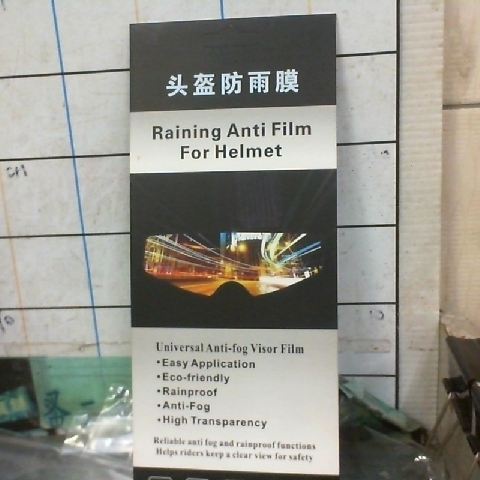 头盔防雨膜
Raining Anti Film
For Helmet
Universal Anti-fog Visor Film
•Easy Application
•Eco-friendly
•Rainproof
•Anti-Fog
•High Transparency
Reliable anti fog and rainproof functions
Helps riders keep a clear view for safety